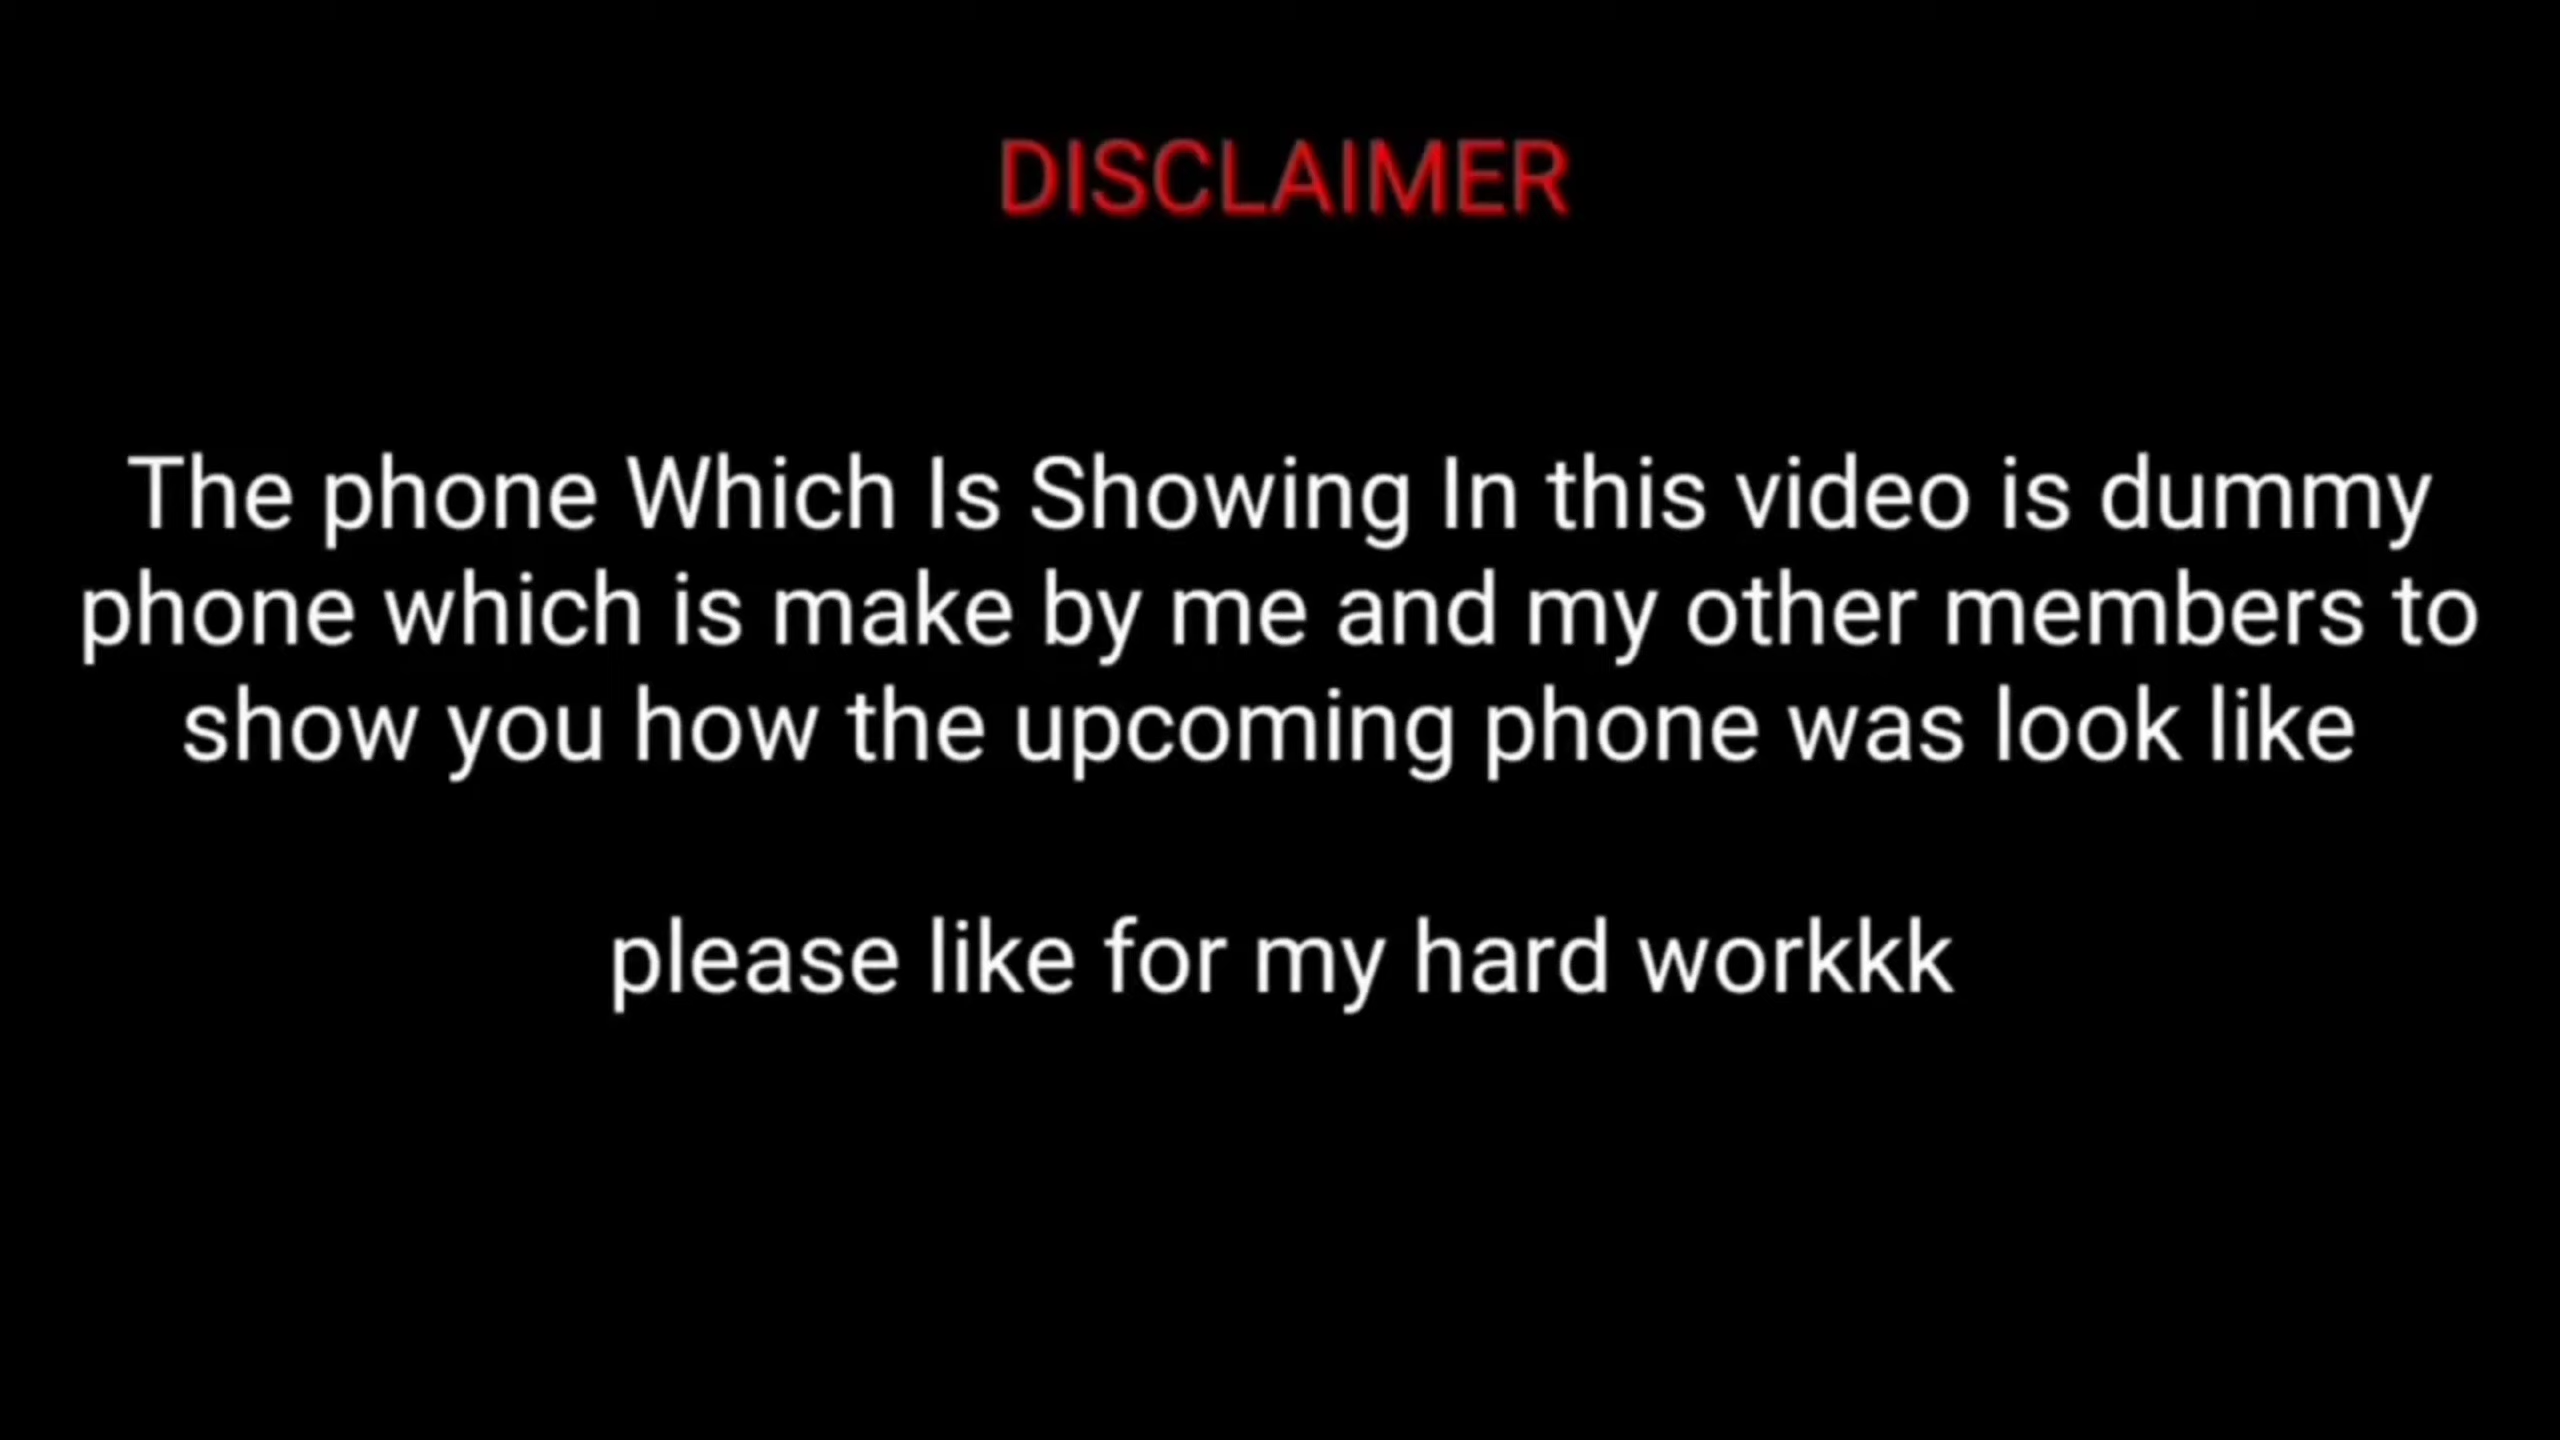 DISCLAIMER
The phone Which Is Showing In this video is dummy
phone which is make by me and my other members to
show you how the upcoming phone was look like
please like for my hard workkk